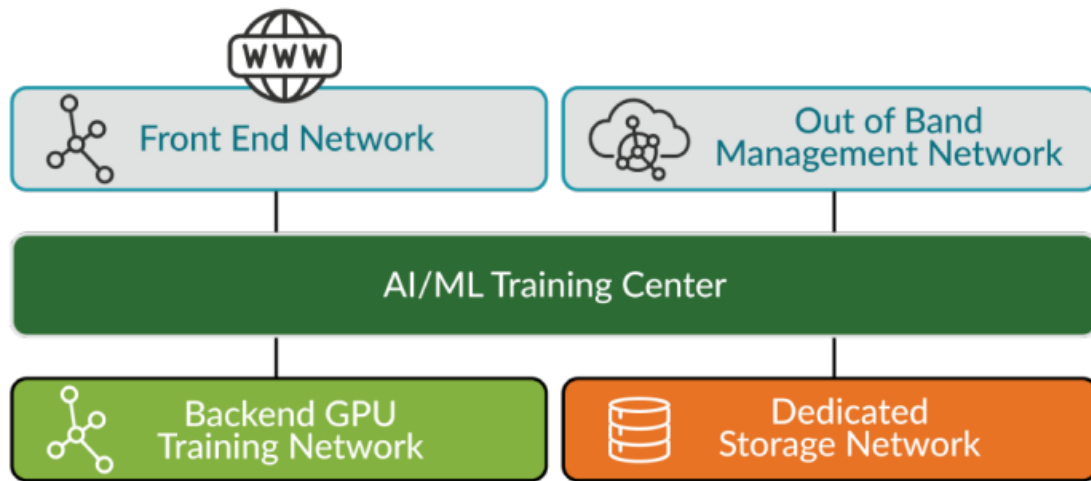 WWW
Front End Network
Out of Band
Management Network
AI/ML Training Center
Backend GPU
Training Network
Dedicated
Storage Network